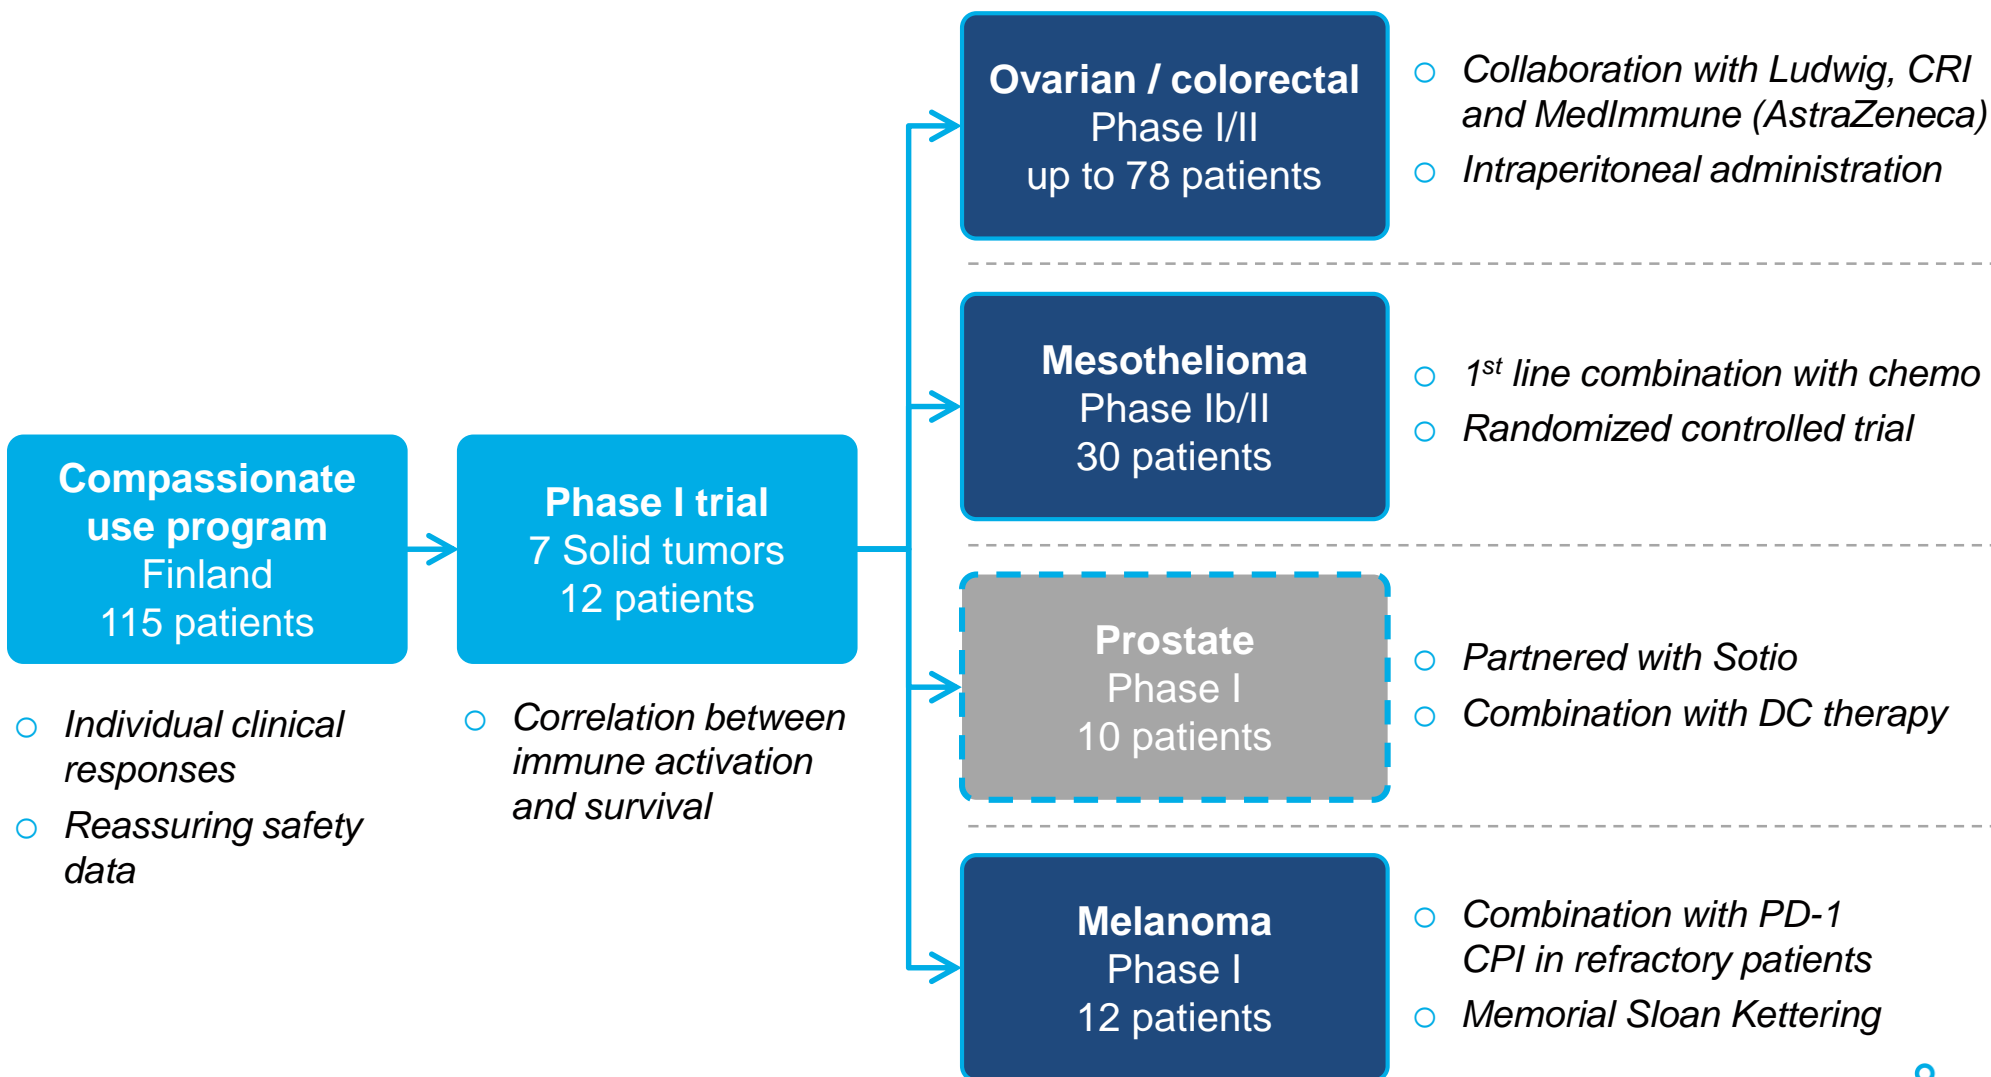 Compassionate
use program
Finland
115 patients
○ Individual clinical
responses
○ Reassuring safety
data
Phase I trial
7 Solid tumors
12 patients
○ Correlation between
immune activation
and survival
Ovarian / colorectal
Phase I/II
up to 78 patients
○ Collaboration with Ludwig, CRI
and MedImmune (AstraZeneca)
○ Intraperitoneal administration
Mesothelioma
Phase Ib/II
30 patients
○ 1st line combination with chemo
○ Randomized controlled trial
Prostate
Phase I
10 patients
○ Partnered with Sotio
○ Combination with DC therapy
Melanoma
Phase I
12 patients
○ Combination with PD-1
CPI in refractory patients
○ Memorial Sloan Kettering